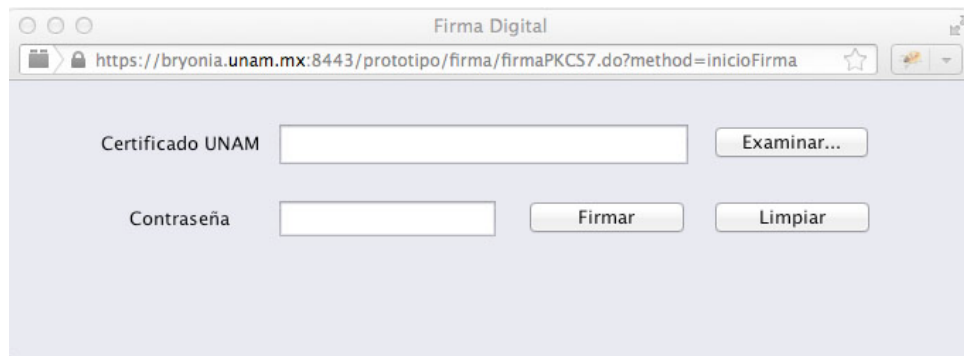 Firma Digital
https://bryonia.unam.mx:8443/prototipo/firma/firmaPKCS7.do?method=inicioFirma
Certificado UNAM Examinar...
Contraseña Firmar Limpiar